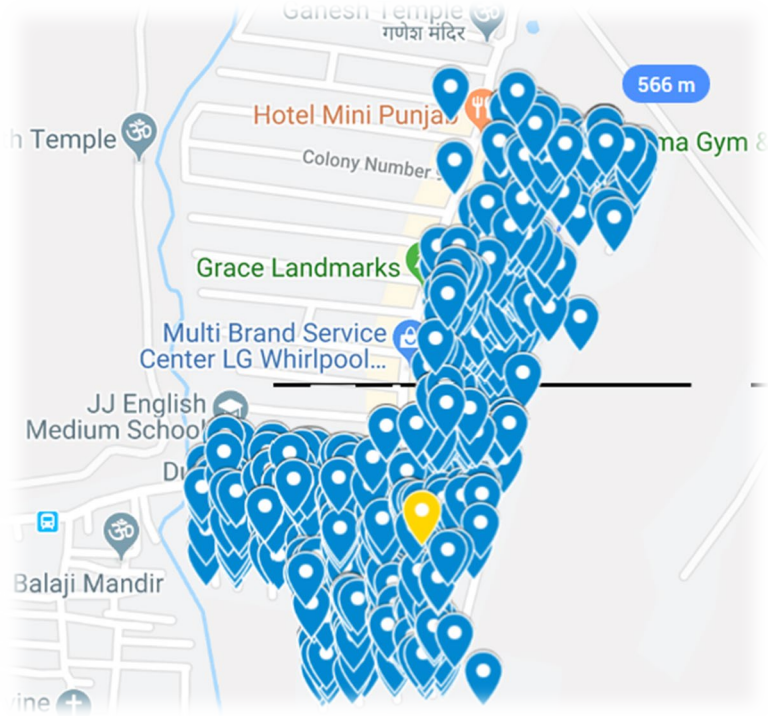 Ganesh Temple
गणेश मंदिर
566 m
Hotel Mini Punjab
h Temple
ma Gym &
Colony Number
Grace Landmarks
Multi Brand Service
Center LG Whirlpool...
JJ English
Medium School
Du
Balaji Mandir
vine